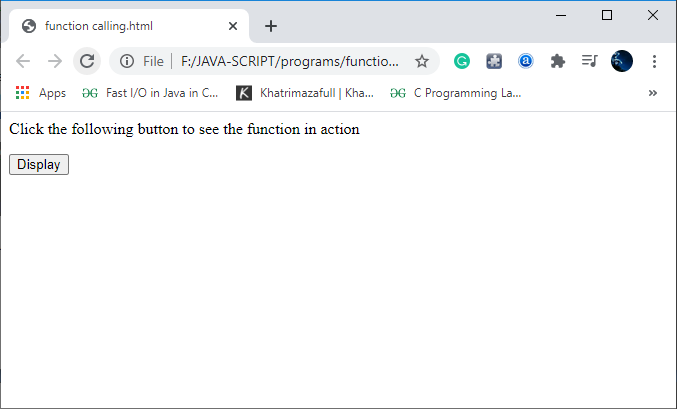 function calling.html
File | F:/JAVA-SCRIPT/programs/functio...
Apps Fast I/O in Java in C... Khatrimazafull | Kha... C Programming La... »
Click the following button to see the function in action
Display